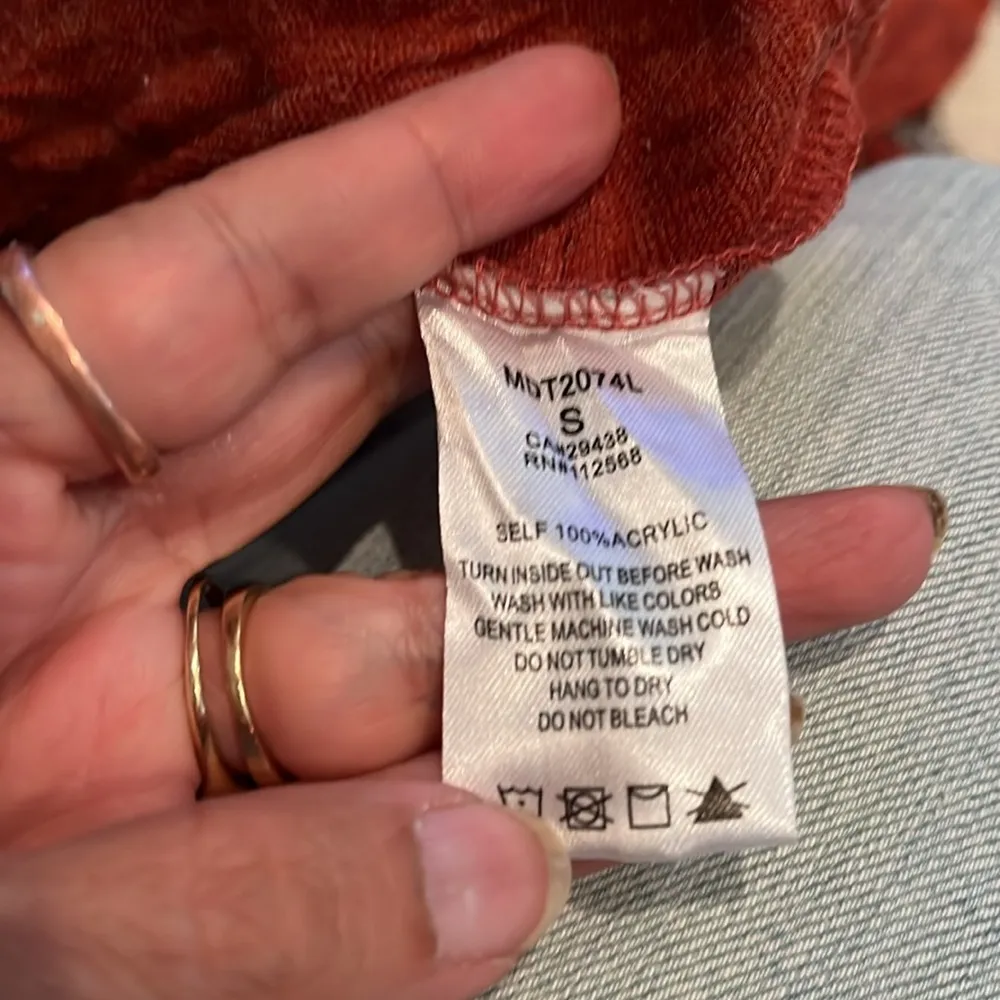 MDT2074L
S
CA#29438
RN#112568
SELF 100%ACRYLIC
TURN INSIDE OUT BEFORE WASH
WASH WITH LIKE COLORS
GENTLE MACHINE WASH COLD
DO NOT TUMBLE DRY
HANG TO DRY
DO NOT BLEACH